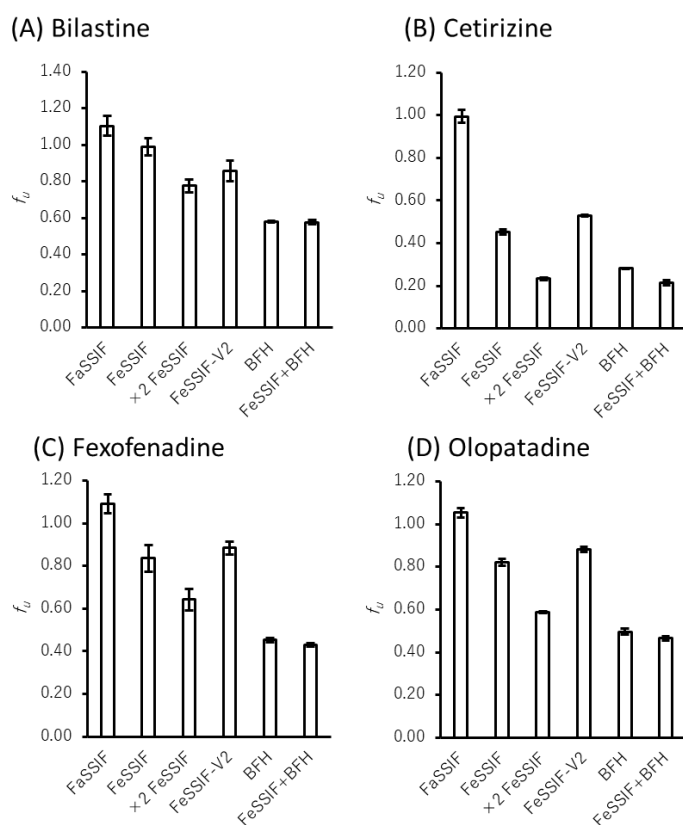 (A) Bilastine
1.40
1.20
1.00
0.80
0.60
0.40
0.20
0.00
fu
FaSSIF
FeSSIF
×2 FeSSIF
FeSSIF-V2
BFH
FeSSIF+BFH
(B) Cetirizine
1.20
1.00
0.80
0.60
0.40
0.20
0.00
fu
FaSSIF
FeSSIF
×2 FeSSIF
FeSSIF-V2
BFH
FeSSIF+BFH
(C) Fexofenadine
1.20
1.00
0.80
0.60
0.40
0.20
0.00
fu
FaSSIF
FeSSIF
×2 FeSSIF
FeSSIF-V2
BFH
FeSSIF+BFH
(D) Olopatadine
1.20
1.00
0.80
0.60
0.40
0.20
0.00
fu
FaSSIF
FeSSIF
×2 FeSSIF
FeSSIF-V2
BFH
FeSSIF+BFH